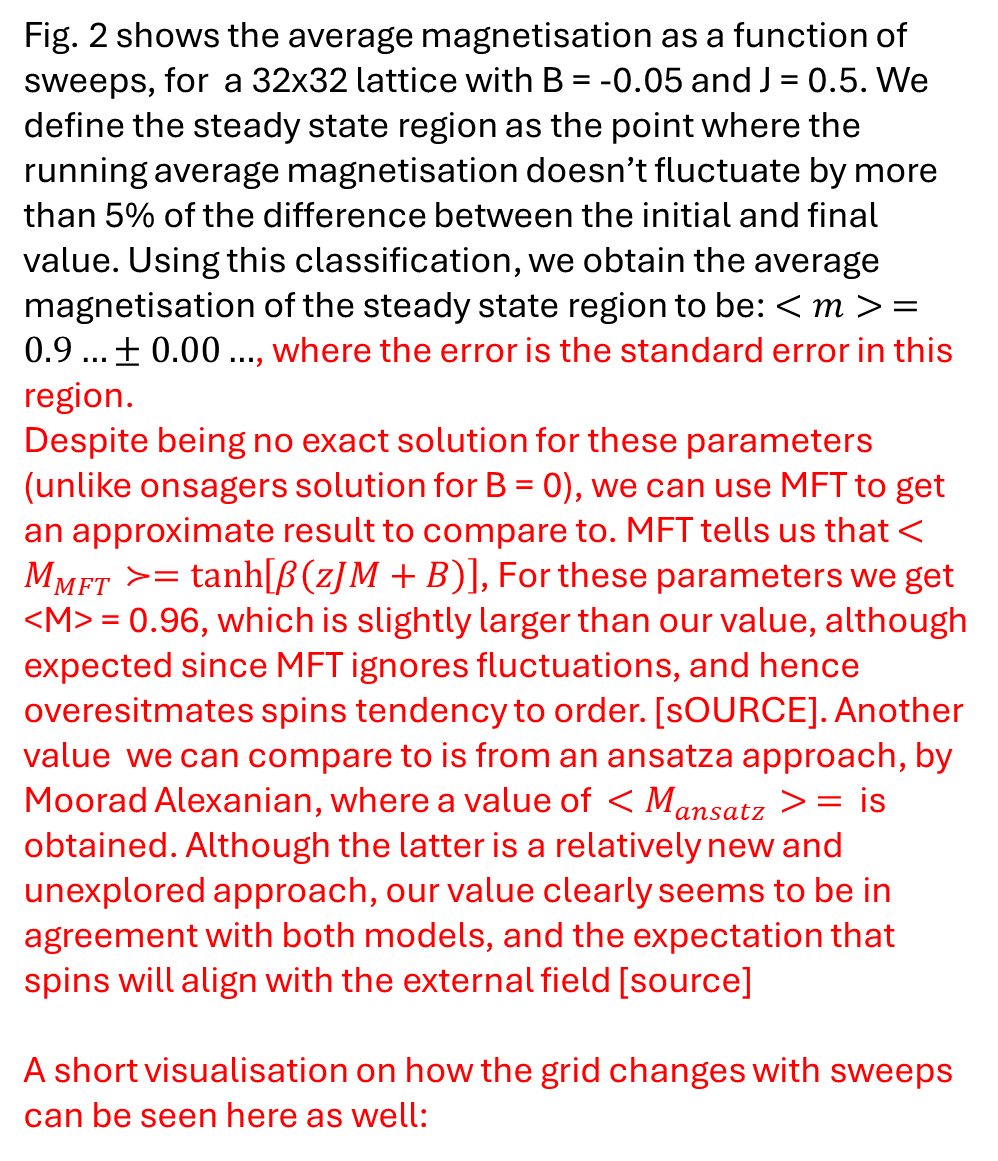 Fig. 2 shows the average magnetisation as a function of
sweeps, for  a 32x32 lattice with B = -0.05 and J = 0.5. We
define the steady state region as the point where the
running average magnetisation doesn’t fluctuate by more
than 5% of the difference between the initial and final
value. Using this classification, we obtain the average
magnetisation of the steady state region to be: < m > =
0.9 ... ± 0.00 ..., where the error is the standard error in this
region.
Despite being no exact solution for these parameters
(unlike onsagers solution for B = 0), we can use MFT to get
an approximate result to compare to. MFT tells us that <
M_MFT >= tanh[β(zJM + B)], For these parameters we get
<M> = 0.96, which is slightly larger than our value, although
expected since MFT ignores fluctuations, and hence
overesitmates spins tendency to order. [sOURCE]. Another
value  we can compare to is from an ansatza approach, by
Moorad Alexanian, where a value of < M_ansatz > = is
obtained. Although the latter is a relatively new and
unexplored approach, our value clearly seems to be in
agreement with both models, and the expectation that
spins will align with the external field [source]
A short visualisation on how the grid changes with sweeps
can be seen here as well: